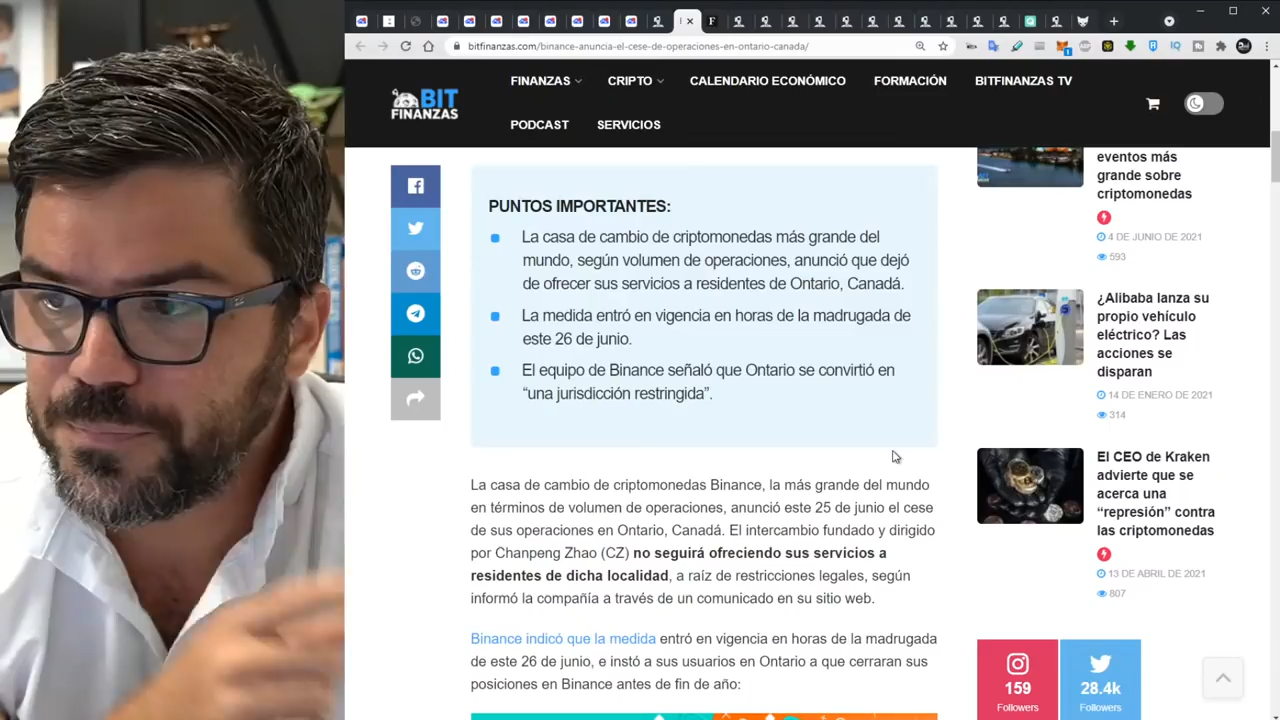 bitfinanzas.com/binance-anuncia-el-cese-de-operaciones-en-ontario-canada/
BIT
FINANZAS
FINANZAS
CRIPTO
CALENDARIO ECONÓMICO
FORMACIÓN
BITFINANZAS TV
PODCAST
SERVICIOS
PUNTOS IMPORTANTES:
La casa de cambio de criptomonedas más grande del
mundo, según volumen de operaciones, anunció que dejó
de ofrecer sus servicios a residentes de Ontario, Canadá.
La medida entró en vigencia en horas de la madrugada de
este 26 de junio.
El equipo de Binance señaló que Ontario se convirtió en
“una jurisdicción restringida”.
La casa de cambio de criptomonedas Binance, la más grande del mundo
en términos de volumen de operaciones, anunció este 25 de junio el cese
de sus operaciones en Ontario, Canadá. El intercambio fundado y dirigido
por Chanpeng Zhao (CZ) no seguirá ofreciendo sus servicios a
residentes de dicha localidad, a raíz de restricciones legales, según
informó la compañía a través de un comunicado en su sitio web.
Binance indicó que la medida entró en vigencia en horas de la madrugada
de este 26 de junio, e instó a sus usuarios en Ontario a que cerraran sus
posiciones en Binance antes de fin de año:
eventos más
grande sobre
criptomonedas
4 DE JUNIO DE 2021
593
¿Alibaba lanza su
propio vehículo
eléctrico? Las
acciones se
disparan
14 DE ENERO DE 2021
314
El CEO de Kraken
advierte que se
acerca una
“represión” contra
las criptomonedas
13 DE ABRIL DE 2021
807
159
Followers
28.4k
Followers